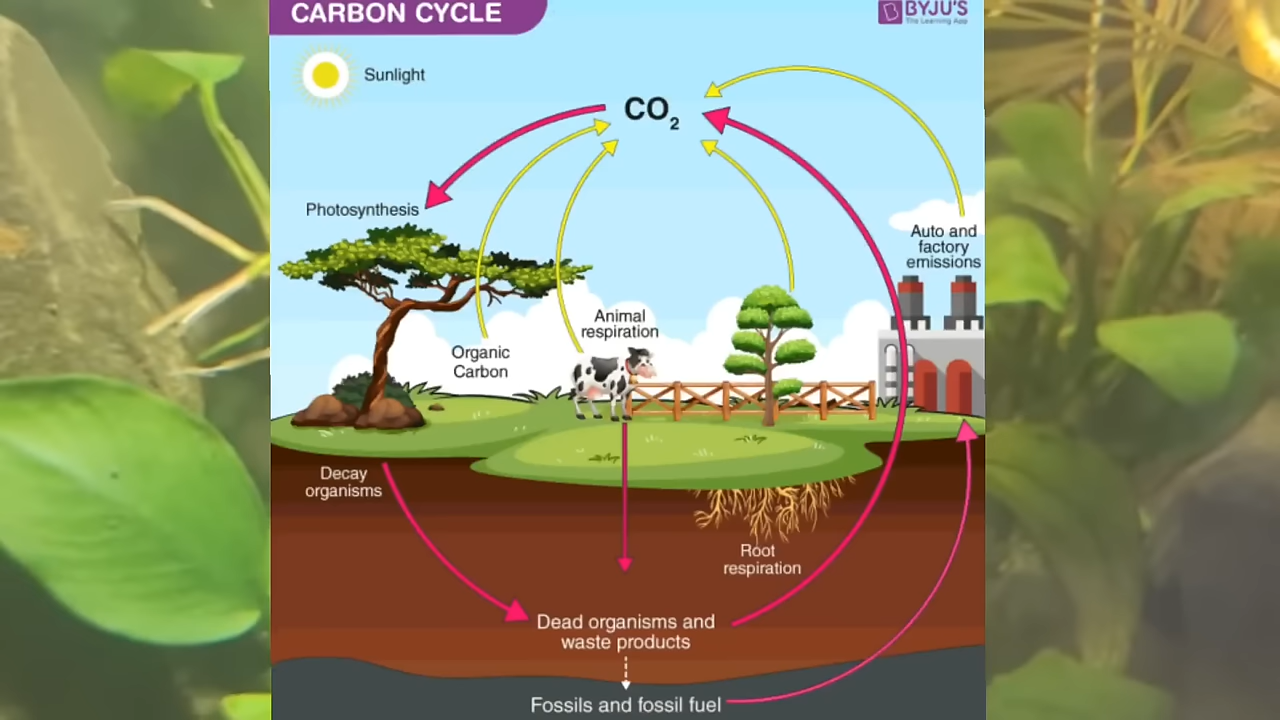 CARBON CYCLE
BYJU'S
The Learning App
Sunlight
CO2
Photosynthesis
Auto and
factory
emissions
Animal
respiration
Organic
Carbon
Decay
organisms
Root
respiration
Dead organisms and
waste products
Fossils and fossil fuel